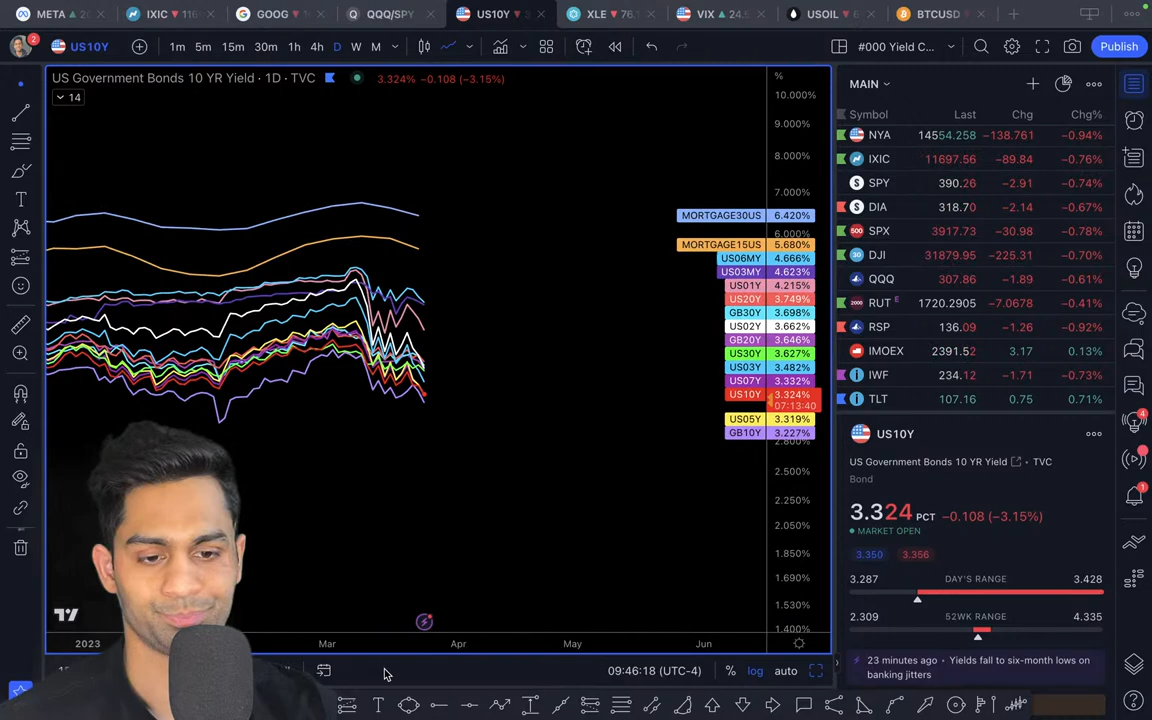 META ▲ 20
IXIC ▼ 116
GOOG ▼
QQQ/SPY
US10Y ▼ 3
XLE ▼ 76.
VIX ▲ 24.
USOIL ▼ 6
BTCUSD
2
US10Y
1m 5m 15m 30m 1h 4h D W M
#000 Yield C...
Publish
US Government Bonds 10 YR Yield · 1D · TVC
3.324% −0.108 (−3.15%)
14
%
10.000%
9.000%
8.000%
7.000%
MORTGAGE30US 6.420%
6.000%
MORTGAGE15US 5.680%
US06MY 4.666%
US03MY 4.623%
US01Y 4.215%
US20Y 3.749%
GB30Y 3.698%
US02Y 3.662%
GB20Y 3.646%
US30Y 3.627%
US03Y 3.482%
US07Y 3.332%
US10Y 3.324%
07:13:40
US05Y 3.319%
GB10Y 3.227%
2.800%
2.500%
2.250%
2.050%
1.850%
1.690%
1.530%
1.400%
2023 Mar Apr May Jun
09:46:18 (UTC-4) % log auto
MAIN
Symbol Last Chg Chg%
NYA 14554.258 −138.761 −0.94%
IXIC 11697.56 −89.84 −0.76%
SPY 390.26 −2.91 −0.74%
DIA 318.70 −2.14 −0.67%
SPX 3917.73 −30.98 −0.78%
DJI 31879.95 −225.31 −0.70%
QQQ 307.86 −1.89 −0.61%
RUT E 1720.2905 −7.0678 −0.41%
RSP 136.09 −1.26 −0.92%
IMOEX 2391.52 3.17 0.13%
IWF 234.12 −1.71 −0.73%
TLT 107.16 0.75 0.71%
US10Y
US Government Bonds 10 YR Yield · TVC
Bond
3.324 PCT −0.108 (−3.15%)
MARKET OPEN
3.350 3.356
3.287 DAY'S RANGE 3.428
2.309 52WK RANGE 4.335
23 minutes ago · Yields fall to six-month lows on
banking jitters
4
1